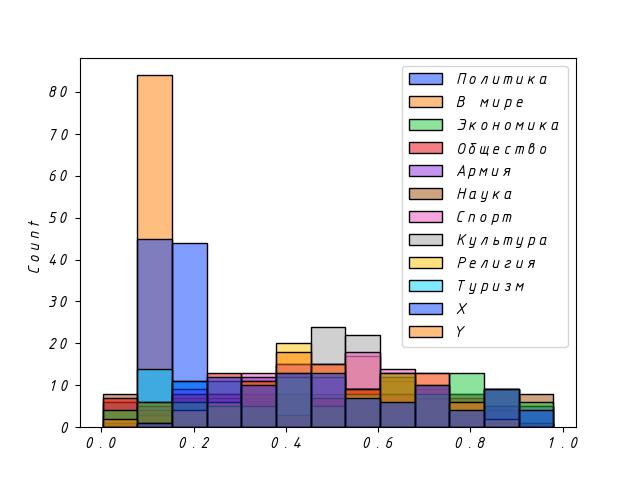 Count
80
70
60
50
40
30
20
10
0
0.0 0.2 0.4 0.6 0.8 1.0
Политика
В мире
Экономика
Общество
Армия
Наука
Спорт
Культура
Религия
Туризм
X
Y